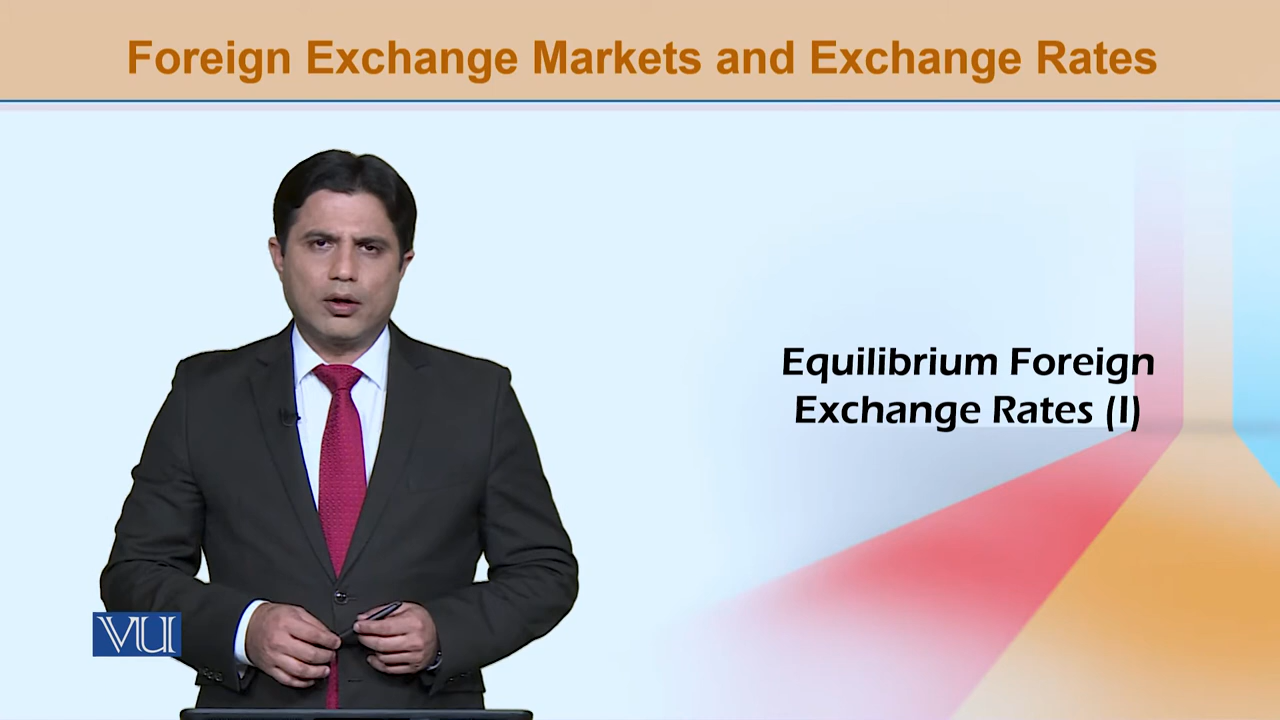 Foreign Exchange Markets and Exchange Rates
Equilibrium Foreign
Exchange Rates (I)
VU